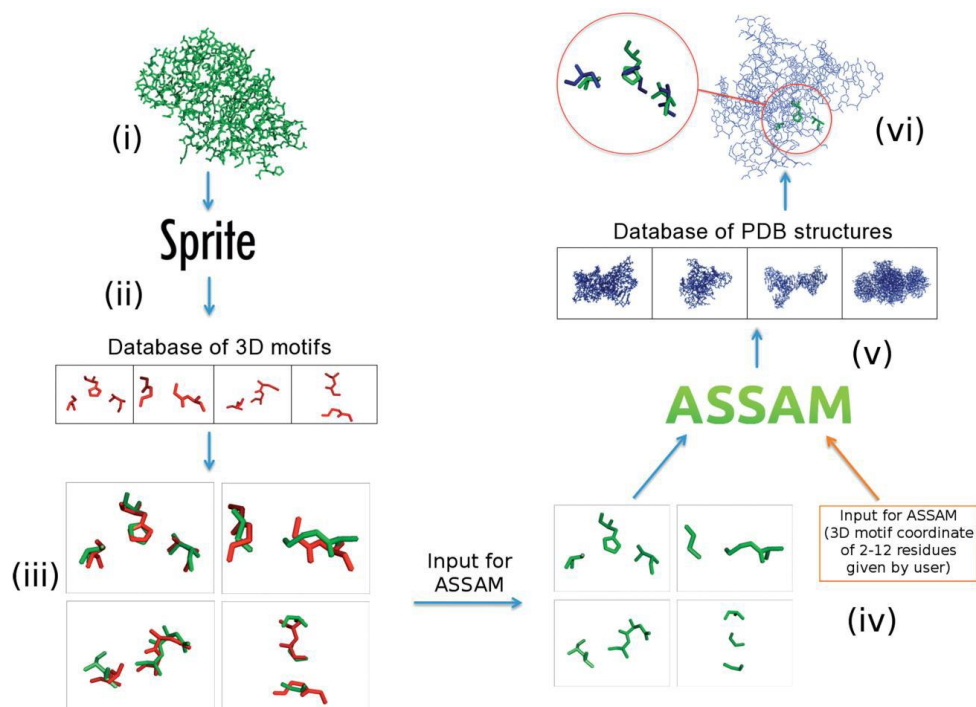 (i)
Sprite
(ii)
Database of 3D motifs
(iii)
Input for
ASSAM
(vi)
Database of PDB structures
(v)
ASSAM
Input for ASSAM
(3D motif coordinate
of 2-12 residues
given by user)
(iv)